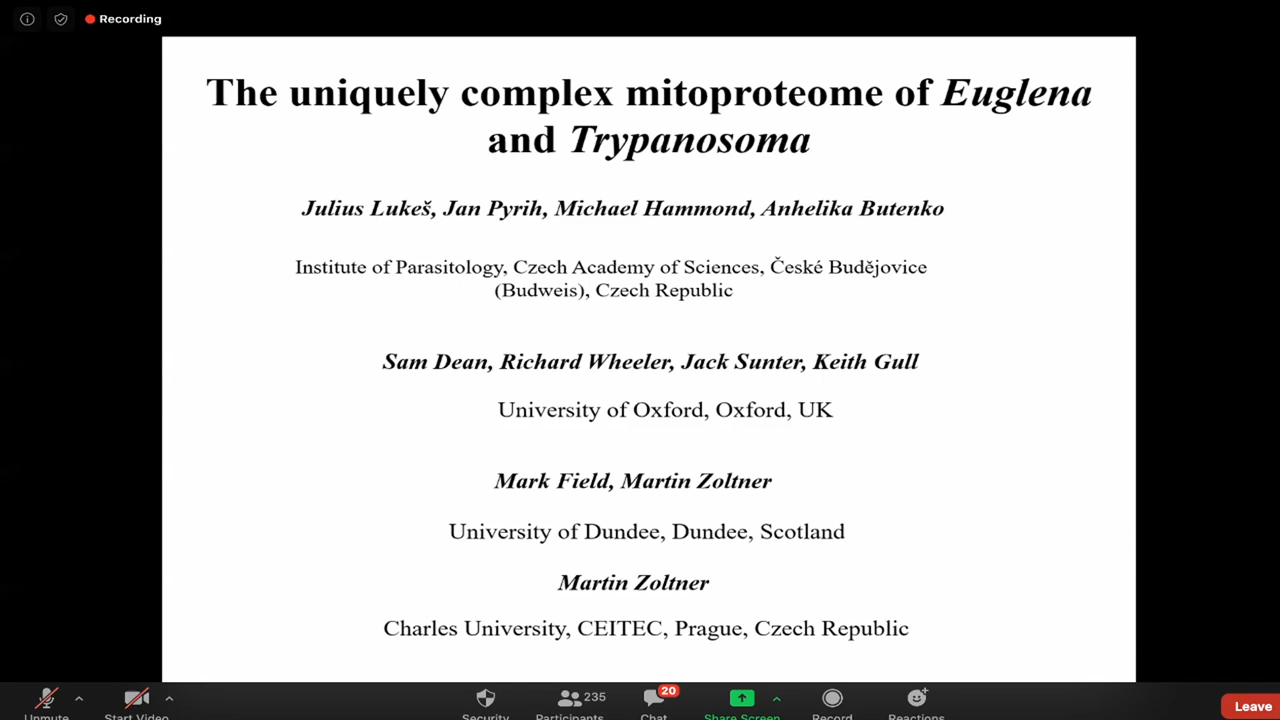 Recording
The uniquely complex mitoproteome of Euglena
and Trypanosoma
Julius Lukeš, Jan Pyrih, Michael Hammond, Anhelika Butenko
Institute of Parasitology, Czech Academy of Sciences, České Budějovice
(Budweis), Czech Republic
Sam Dean, Richard Wheeler, Jack Sunter, Keith Gull
University of Oxford, Oxford, UK
Mark Field, Martin Zoltner
University of Dundee, Dundee, Scotland
Martin Zoltner
Charles University, CEITEC, Prague, Czech Republic
Unmute Start Video Security Participants 235 Chat 20 Share Screen Record Reactions Leave